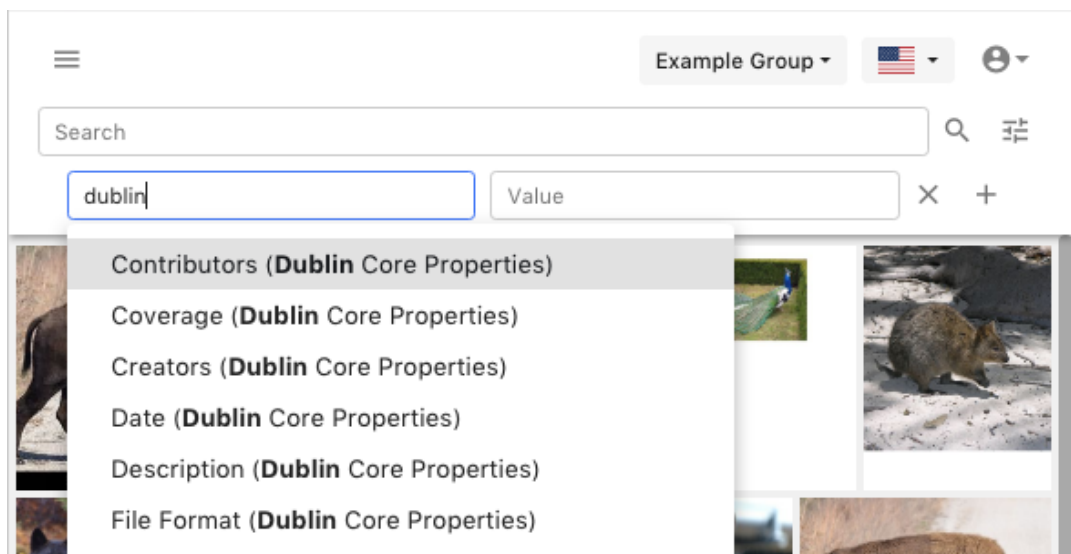 Example Group
Search
dublin
Value
Contributors (Dublin Core Properties)
Coverage (Dublin Core Properties)
Creators (Dublin Core Properties)
Date (Dublin Core Properties)
Description (Dublin Core Properties)
File Format (Dublin Core Properties)